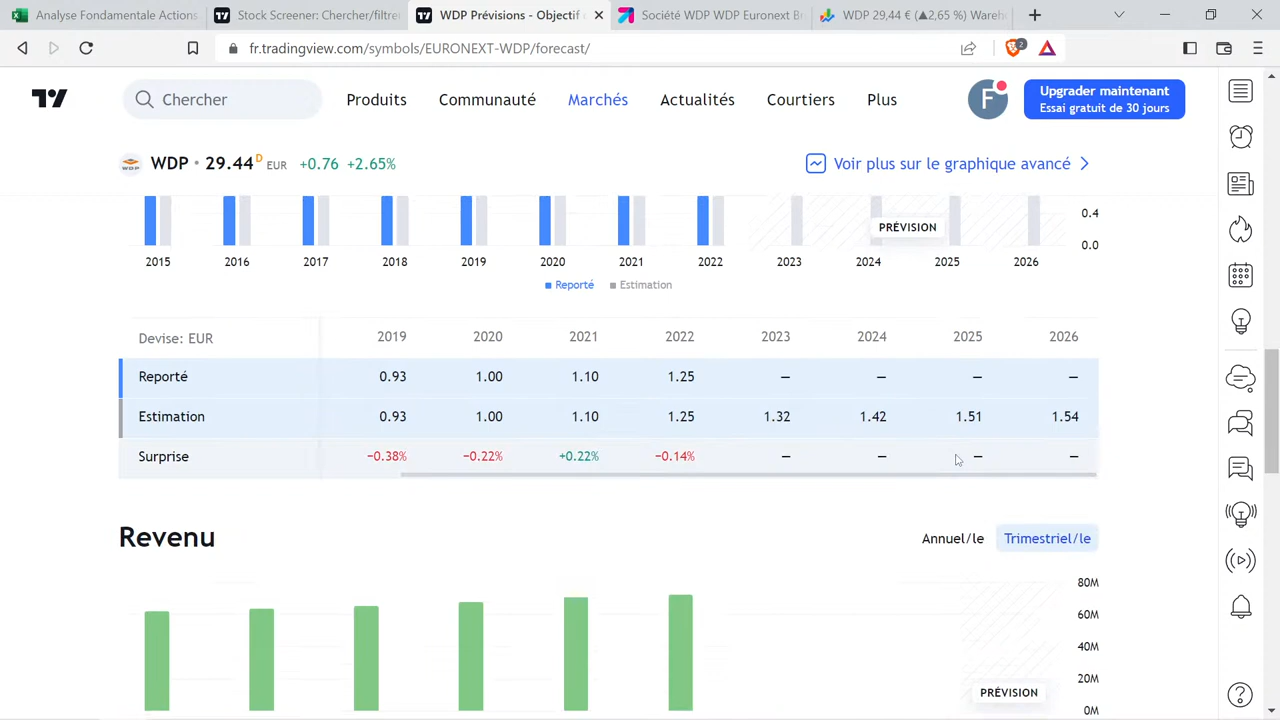 Analyse Fondamentale actions
Stock Screener: Chercher filtrer
WDP Prévisions - Objectif
Société WDP WDP Euronext B
WDP 29,44 € (▲2,65 %) Wareh
fr.tradingview.com/symbols/EURONEXT-WDP/forecast/
2
Chercher
Produits
Communauté
Marchés
Actualités
Courtiers
Plus
F
Upgrader maintenant
Essai gratuit de 30 jours
WDP • 29.44 D EUR +0.76 +2.65%
Voir plus sur le graphique avancé
0.4
PRÉVISION
0.0
2015 2016 2017 2018 2019 2020 2021 2022 2023 2024 2025 2026
Reporté Estimation
Devise: EUR 2019 2020 2021 2022 2023 2024 2025 2026
Reporté 0.93 1.00 1.10 1.25 — — — —
Estimation 0.93 1.00 1.10 1.25 1.32 1.42 1.51 1.54
Surprise −0.38% −0.22% +0.22% −0.14% — — — —
Revenu
Annuel/le
Trimestriel/le
80M
60M
40M
20M
PRÉVISION
0M